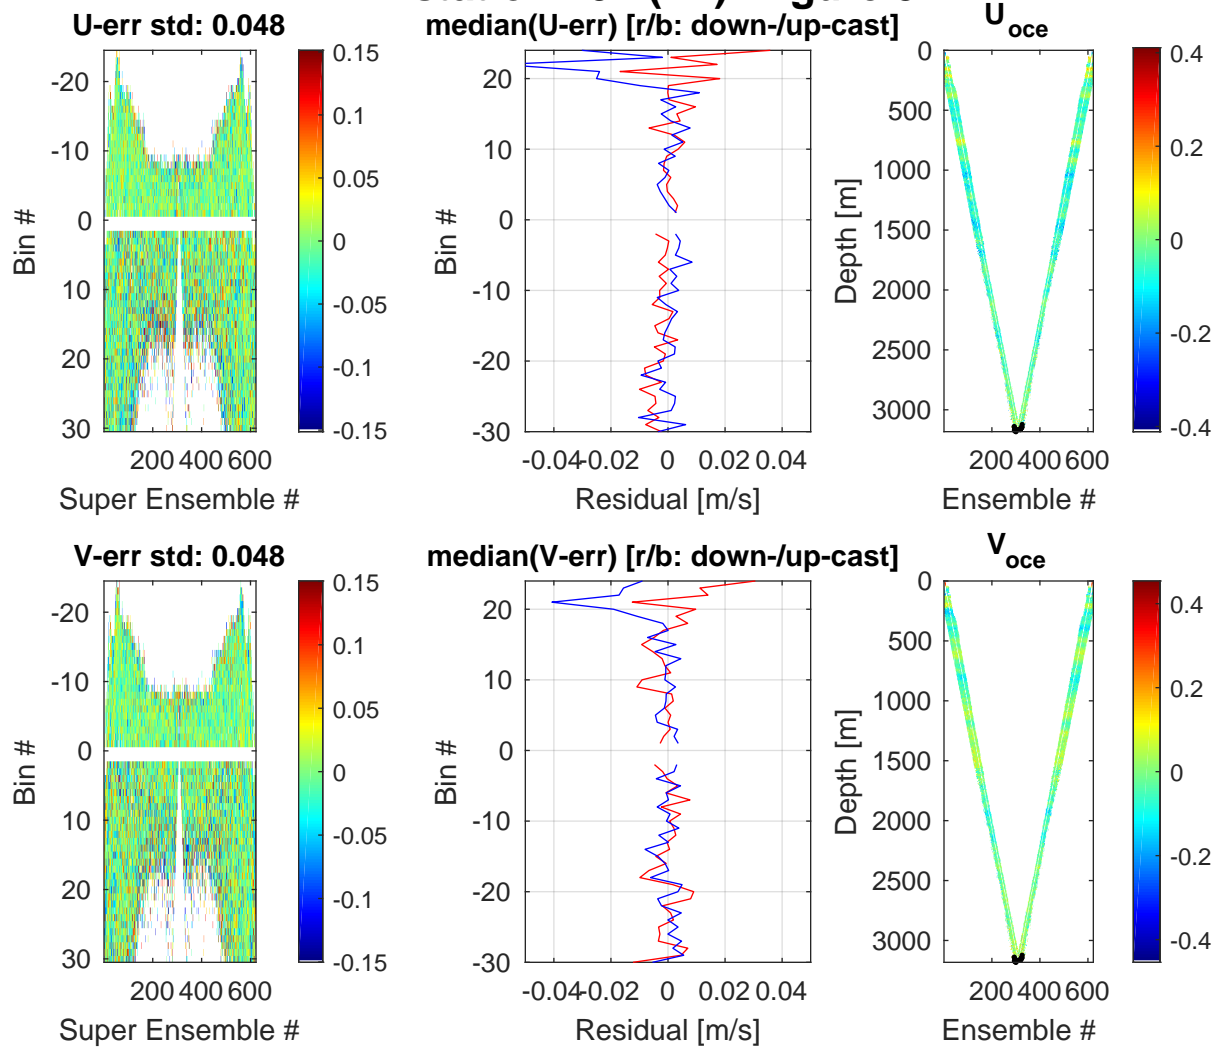 U-err std: 0.048
median(U-err) [r/b: down-/up-cast]
U_oce
-20
-10
0
10
20
30
Bin #
200 400 600
Super Ensemble #
0.15
0.1
0.05
0
-0.05
-0.1
-0.15
20
10
0
-10
-20
-30
Bin #
-0.04 -0.02 0 0.02 0.04
Residual [m/s]
0
500
1000
1500
2000
2500
3000
Depth [m]
200 400 600
Ensemble #
0.4
0.2
0
-0.2
-0.4
V-err std: 0.048
median(V-err) [r/b: down-/up-cast]
V_oce
-20
-10
0
10
20
30
Bin #
200 400 600
Super Ensemble #
0.15
0.1
0.05
0
-0.05
-0.1
-0.15
20
10
0
-10
-20
-30
Bin #
-0.04 -0.02 0 0.02 0.04
Residual [m/s]
0
500
1000
1500
2000
2500
3000
Depth [m]
200 400 600
Ensemble #
0.4
0.2
0
-0.2
-0.4